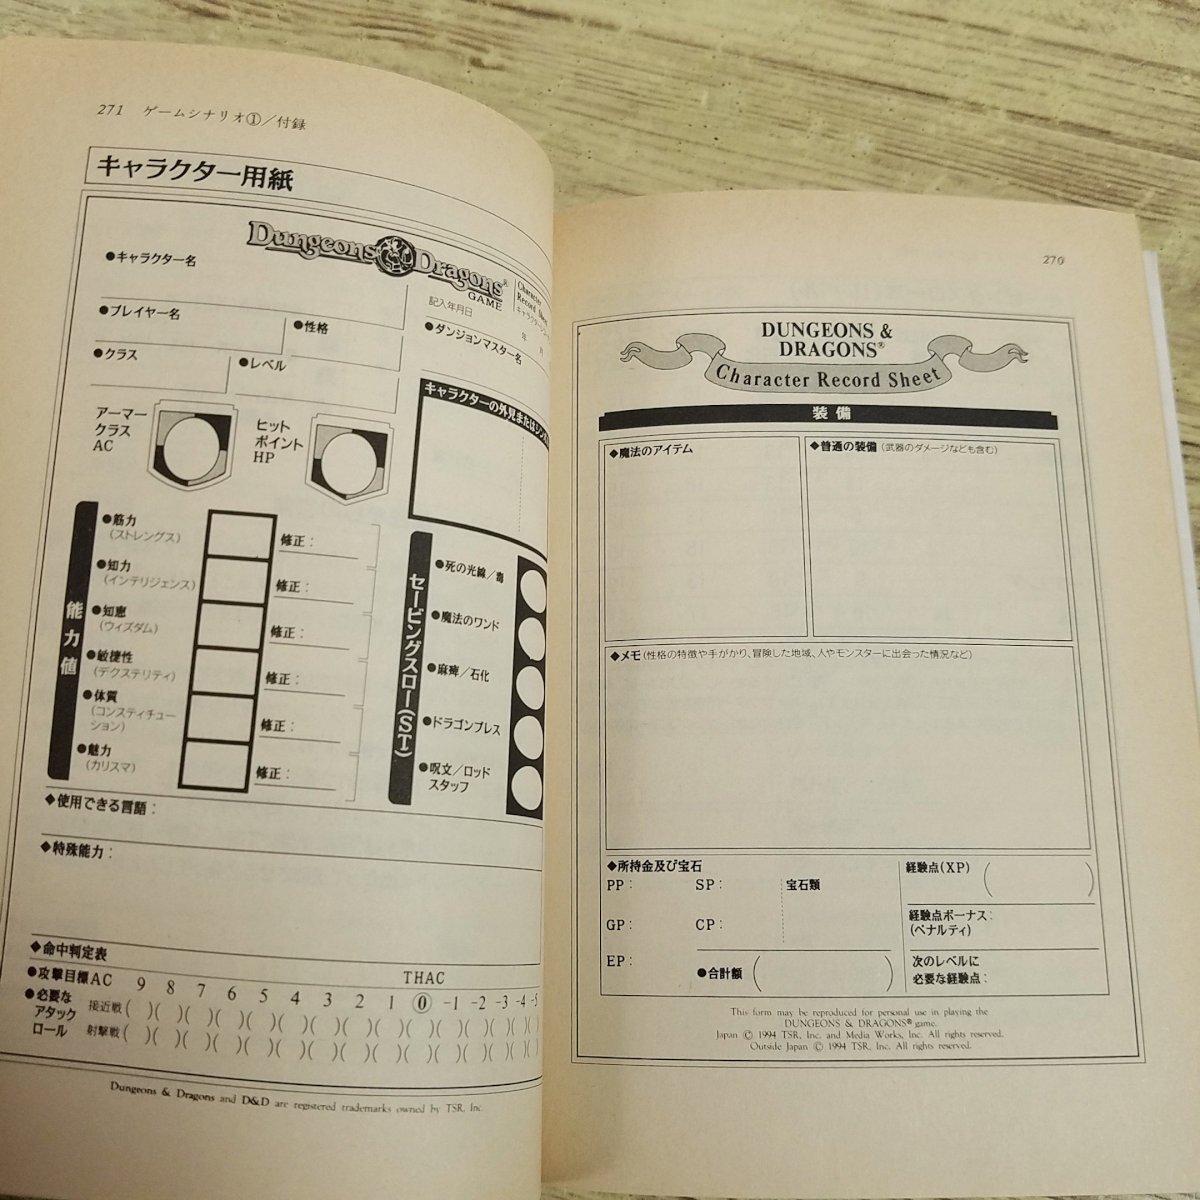 271 ゲームシナリオ①／付録
キャラクター用紙
Dungeons & Dragons®
GAME
Character
Record Sheet
●キャラクター名
記入年月日
年 月
●プレイヤー名
●性格
●ダンジョンマスター名
●クラス
●レベル
アーマー
クラス
AC
ヒット
ポイント
HP
キャラクターの外見または
能力値
●筋力
(ストレングス)
修正：
●知力
(インテリジェンス)
修正：
●知恵
(ウィズダム)
修正：
●敏捷性
(デクステリティ)
修正：
●体質
(コンスティチュー
ション)
修正：
●魅力
(カリスマ)
修正：
セービングスロー(ST)
●死の光線／毒
●魔法のワンド
●麻痺／石化
●ドラゴンブレス
●呪文／ロッド
スタッフ
◆使用できる言語：
◆特殊能力：
◆命中判定表
THAC
●攻撃目標AC 9 8 7 6 5 4 3 2 1 0 -1 -2 -3 -4 -5
●必要な
アタック
ロール
接近戦( )( )( )( )( )( )( )( )( )( )( )( )( )( )( )
射撃戦( )( )( )( )( )( )( )( )( )( )( )( )( )( )( )
Dungeons & Dragons and D&D are registered trademarks owned by TSR, Inc.
270
DUNGEONS &
DRAGONS®
Character Record Sheet
装備
◆魔法のアイテム
◆普通の装備(武器のダメージなども含む)
◆メモ(性格の特徴や手がかり、冒険した地域、人やモンスターに出会った情況など)
◆所持金及び宝石
PP：
SP：
宝石類
GP：
CP：
EP：
●合計額( )
経験点(XP) ( )
経験点ボーナス：
(ペナルティ)
次のレベルに
必要な経験点：
This form may be reproduced for personal use in playing the
DUNGEONS & DRAGONS® game.
Japan © 1994 TSR, Inc. and Media Works, Inc. All rights reserved.
Outside Japan © 1994 TSR, Inc. All rights reserved.